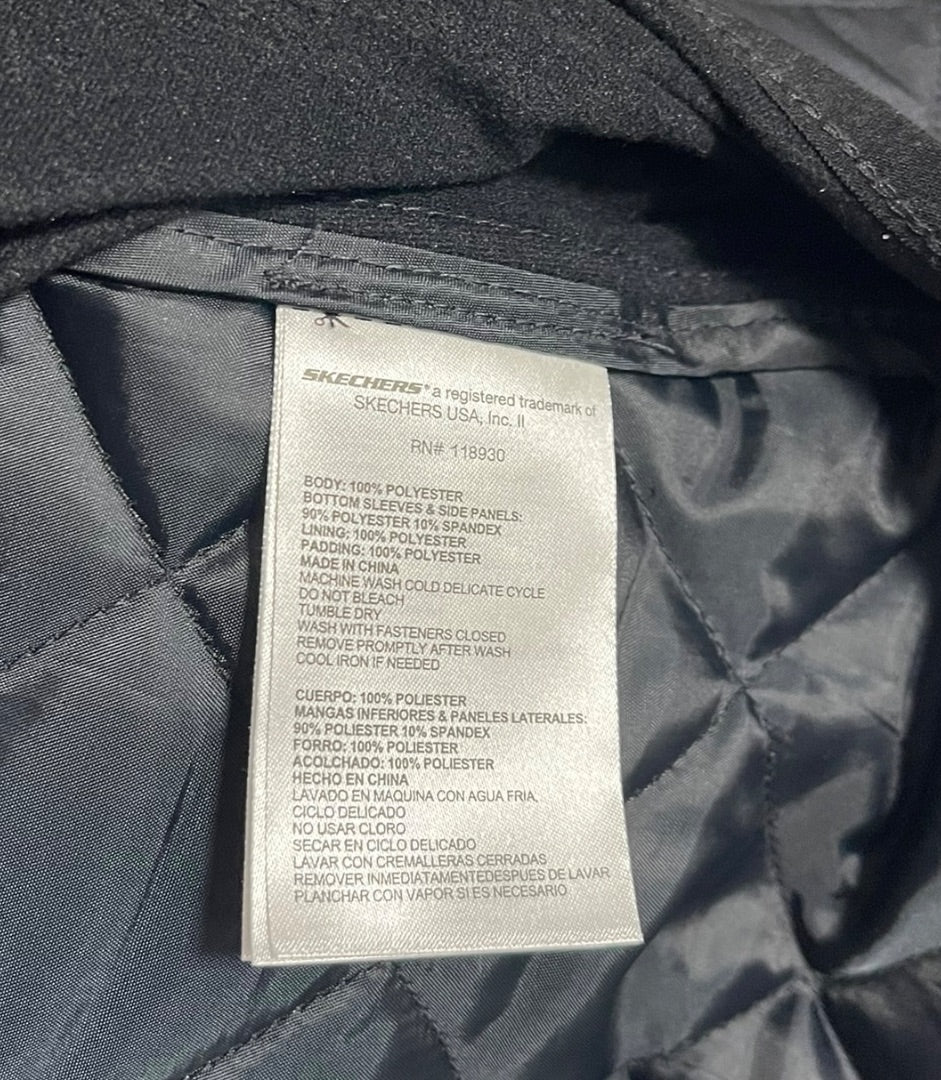 SKECHERS® a registered trademark of
SKECHERS USA, Inc. II
RN# 118930
BODY: 100% POLYESTER
BOTTOM SLEEVES & SIDE PANELS:
90% POLYESTER 10% SPANDEX
LINING: 100% POLYESTER
PADDING: 100% POLYESTER
MADE IN CHINA
MACHINE WASH COLD DELICATE CYCLE
DO NOT BLEACH
TUMBLE DRY
WASH WITH FASTENERS CLOSED
REMOVE PROMPTLY AFTER WASH
COOL IRON IF NEEDED
CUERPO: 100% POLIESTER
MANGAS INFERIORES & PANELES LATERALES:
90% POLIESTER 10% SPANDEX
FORRO: 100% POLIESTER
ACOLCHADO: 100% POLIESTER
HECHO EN CHINA
LAVADO EN MAQUINA CON AGUA FRIA,
CICLO DELICADO
NO USAR CLORO
SECAR EN CICLO DELICADO
LAVAR CON CREMALLERAS CERRADAS
REMOVER INMEDIATAMENTEDESPUES DE LAVAR
PLANCHAR CON VAPOR SI ES NECESARIO